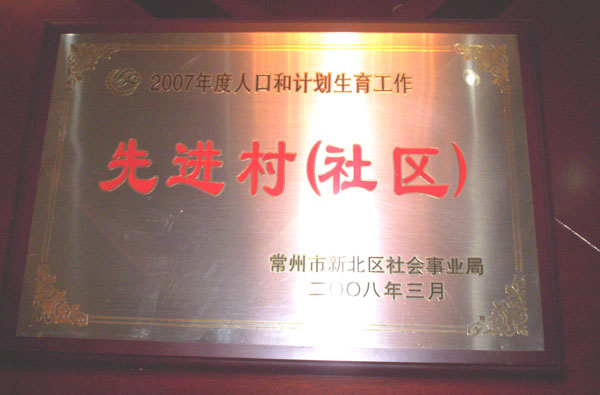 2007年度人口和计划生育工作
先进村(社区)
常州市新北区社会事业局
二〇〇八年三月